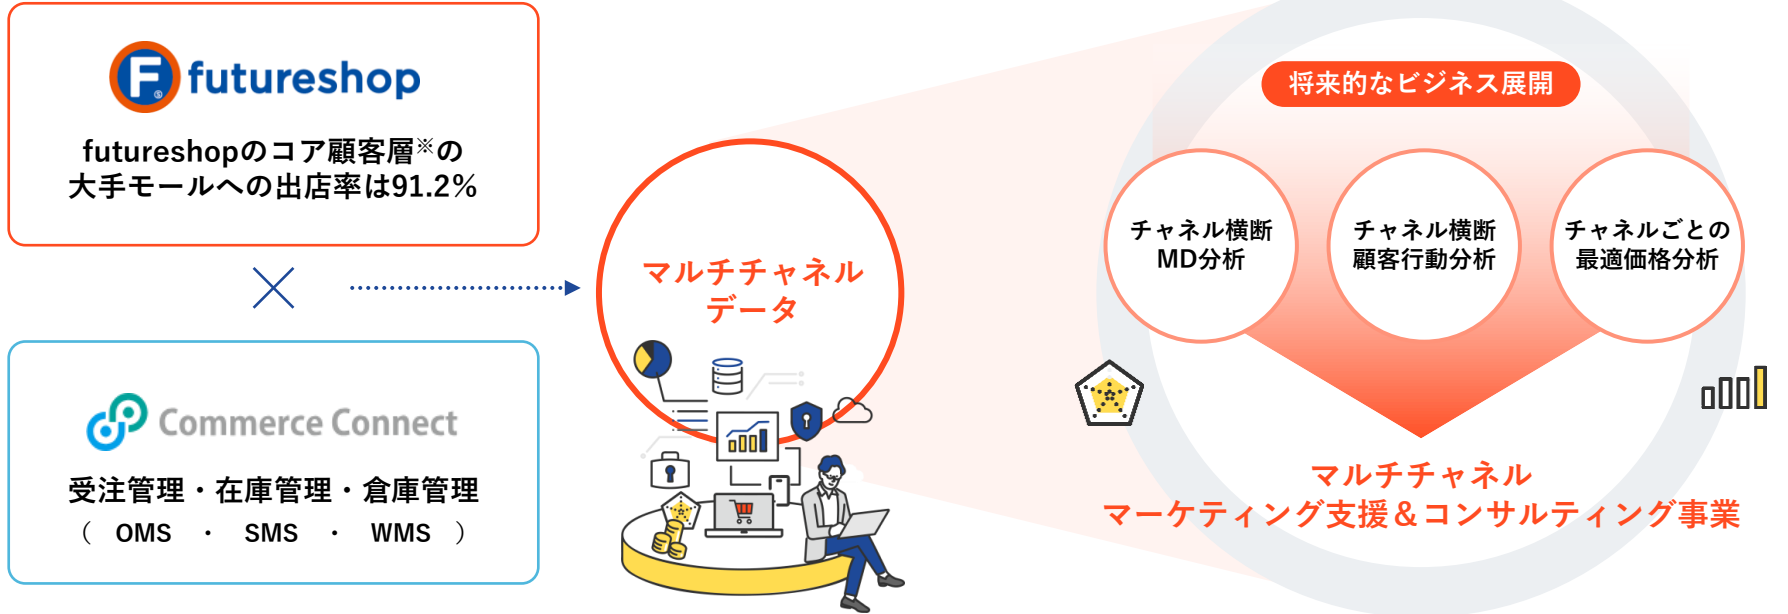 futureshop
futureshopのコア顧客層※の
大手モールへの出店率は91.2%
Commerce Connect
受注管理・在庫管理・倉庫管理
（ OMS ・ SMS ・ WMS ）
マルチチャネル
データ
将来的なビジネス展開
チャネル横断
MD分析
チャネル横断
顧客行動分析
チャネルごとの
最適価格分析
マルチチャネル
マーケティング支援＆コンサルティング事業